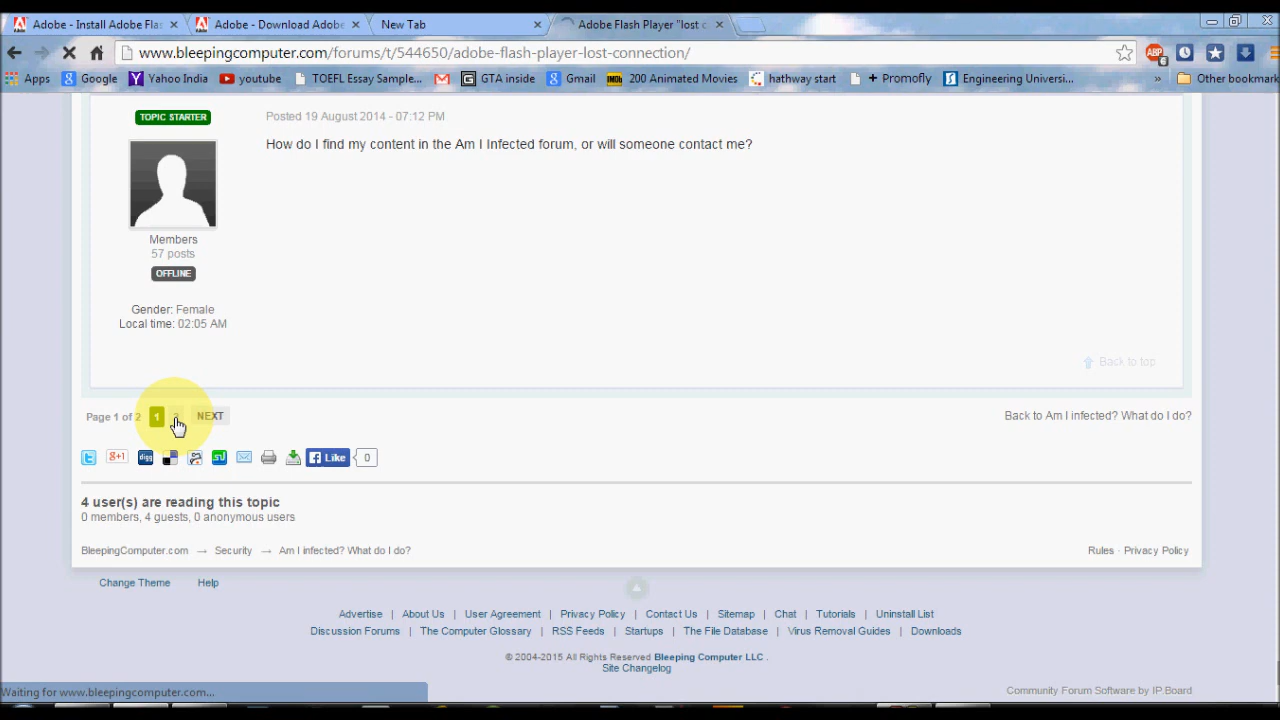 Adobe - Install Adobe Fla
Adobe - Download Adobe
New Tab
Adobe Flash Player "lost c
www.bleepingcomputer.com/forums/t/544650/adobe-flash-player-lost-connection/
ABP
6
Apps
Google
Yahoo India
youtube
TOEFL Essay Sample...
GTA inside
Gmail
200 Animated Movies
hathway start
+ Promofly
Engineering Universi...
»
Other bookmark
TOPIC STARTER
Posted 19 August 2014 - 07:12 PM
How do I find my content in the Am I Infected forum, or will someone contact me?
Members
57 posts
OFFLINE
Gender: Female
Local time: 02:05 AM
Back to top
Page 1 of 2 1 2 NEXT
Back to Am I infected? What do I do?
g+1
digg
Like
0
4 user(s) are reading this topic
0 members, 4 guests, 0 anonymous users
BleepingComputer.com → Security → Am I infected? What do I do?
Rules · Privacy Policy
Change Theme Help
Advertise | About Us | User Agreement | Privacy Policy | Contact Us | Sitemap | Chat | Tutorials | Uninstall List
Discussion Forums | The Computer Glossary | RSS Feeds | Startups | The File Database | Virus Removal Guides | Downloads
© 2004-2015 All Rights Reserved Bleeping Computer LLC .
Site Changelog
Waiting for www.bleepingcomputer.com...
Community Forum Software by IP.Board